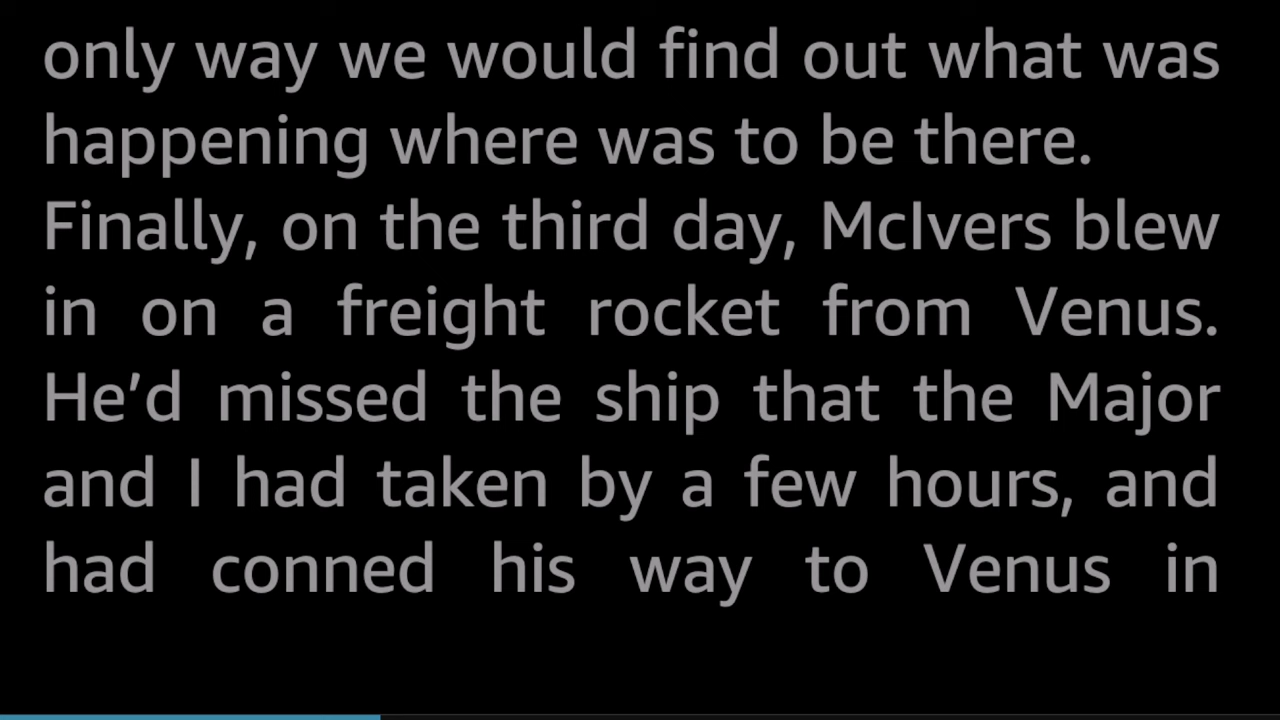 only way we would find out what was
happening where was to be there.
Finally, on the third day, McIvers blew
in on a freight rocket from Venus.
He’d missed the ship that the Major
and I had taken by a few hours, and
had conned his way to Venus in